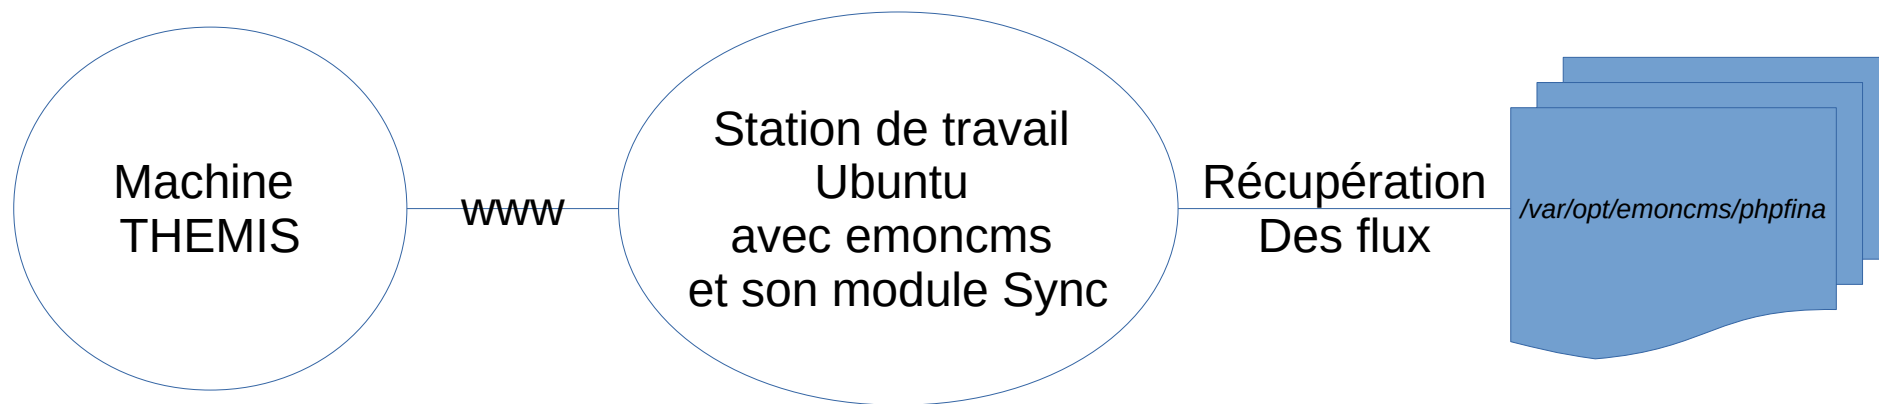 Machine
THEMIS
www
Station de travail
Ubuntu
avec emoncms
et son module Sync
Récupération
Des flux
/var/opt/emoncms/phpfina